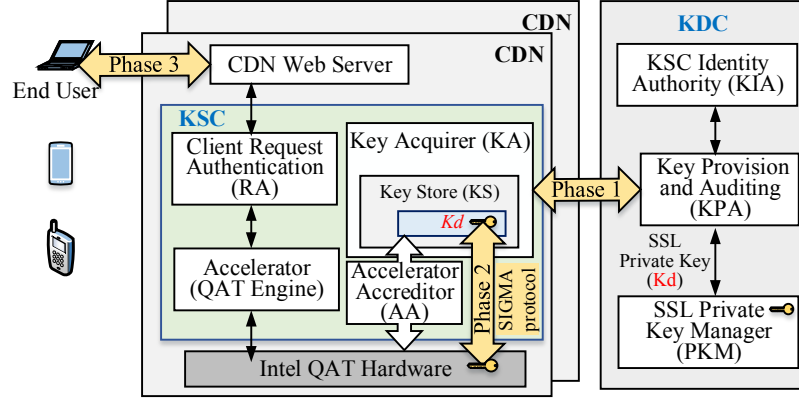 CDN
CDN
KDC
Phase 3
End User
CDN Web Server
KSC Identity
Authority (KIA)
KSC
Client Request
Authentication
(RA)
Key Acquirer (KA)
Key Store (KS)
Kd
Phase 1
Key Provision
and Auditing
(KPA)
Accelerator
(QAT Engine)
Accelerator
Accreditor
(AA)
Phase 2
SIGMA
protocol
SSL
Private Key
(Kd)
SSL Private
Key Manager
(PKM)
Intel QAT Hardware